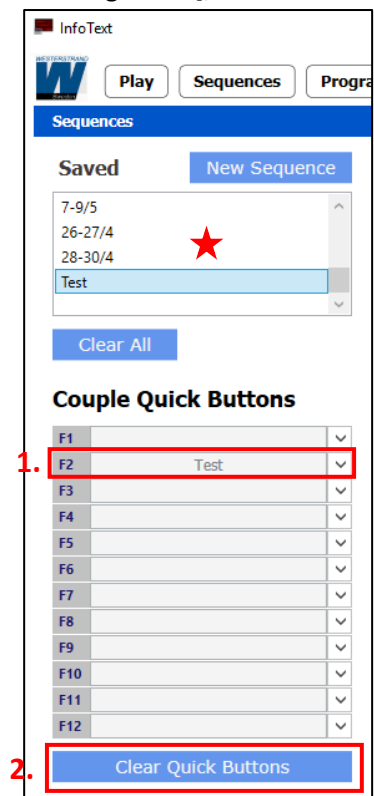 InfoText
WESTERSTRAND
Play Sequences Progra
Sequences
Saved New Sequence
7-9/5
26-27/4
28-30/4
Test
Clear All
Couple Quick Buttons
F1
1. F2 Test
F3
F4
F5
F6
F7
F8
F9
F10
F11
F12
2. Clear Quick Buttons